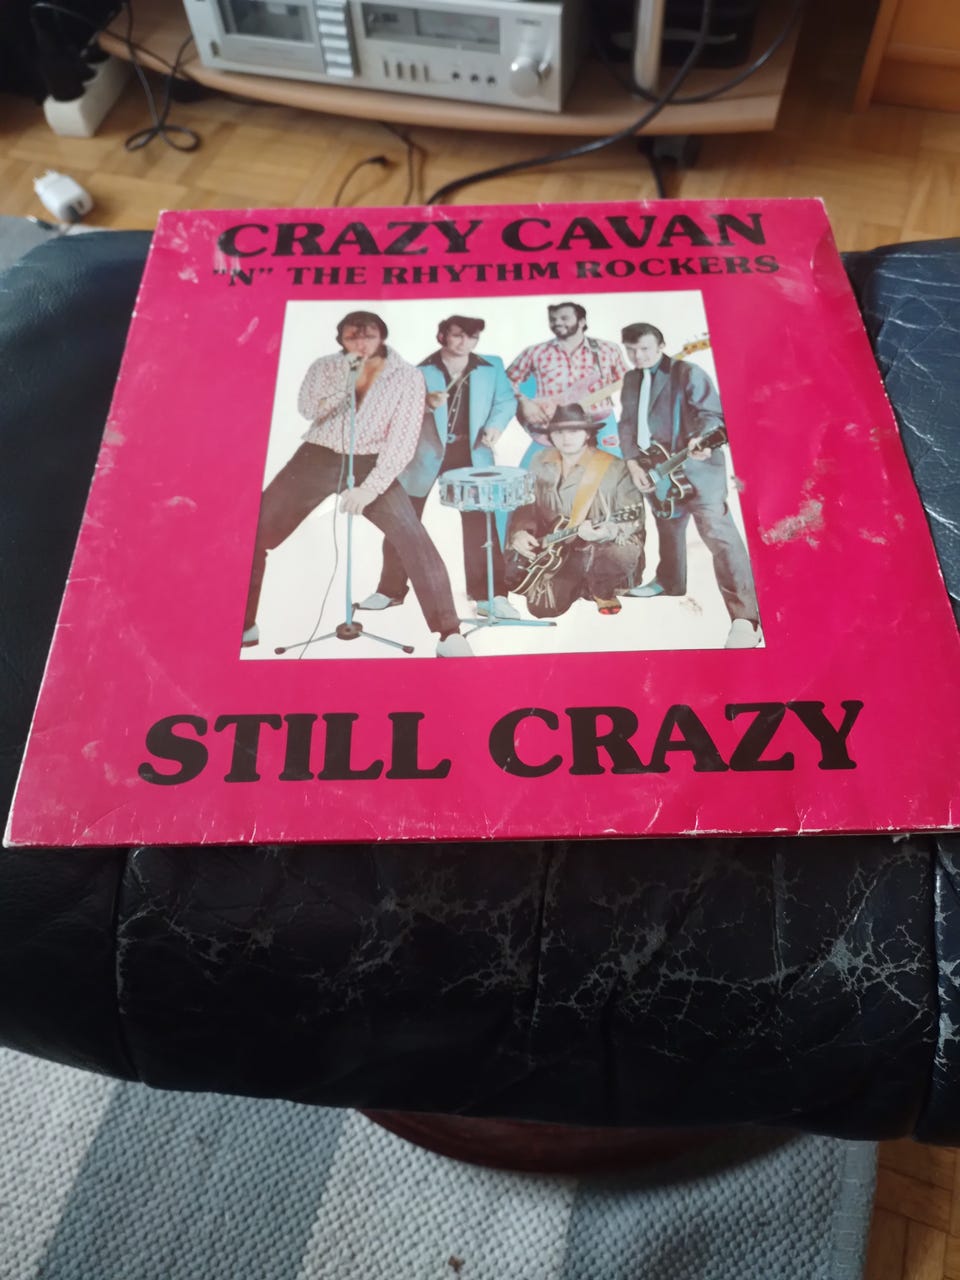 CRAZY CAVAN
"N" THE RHYTHM ROCKERS
STILL CRAZY